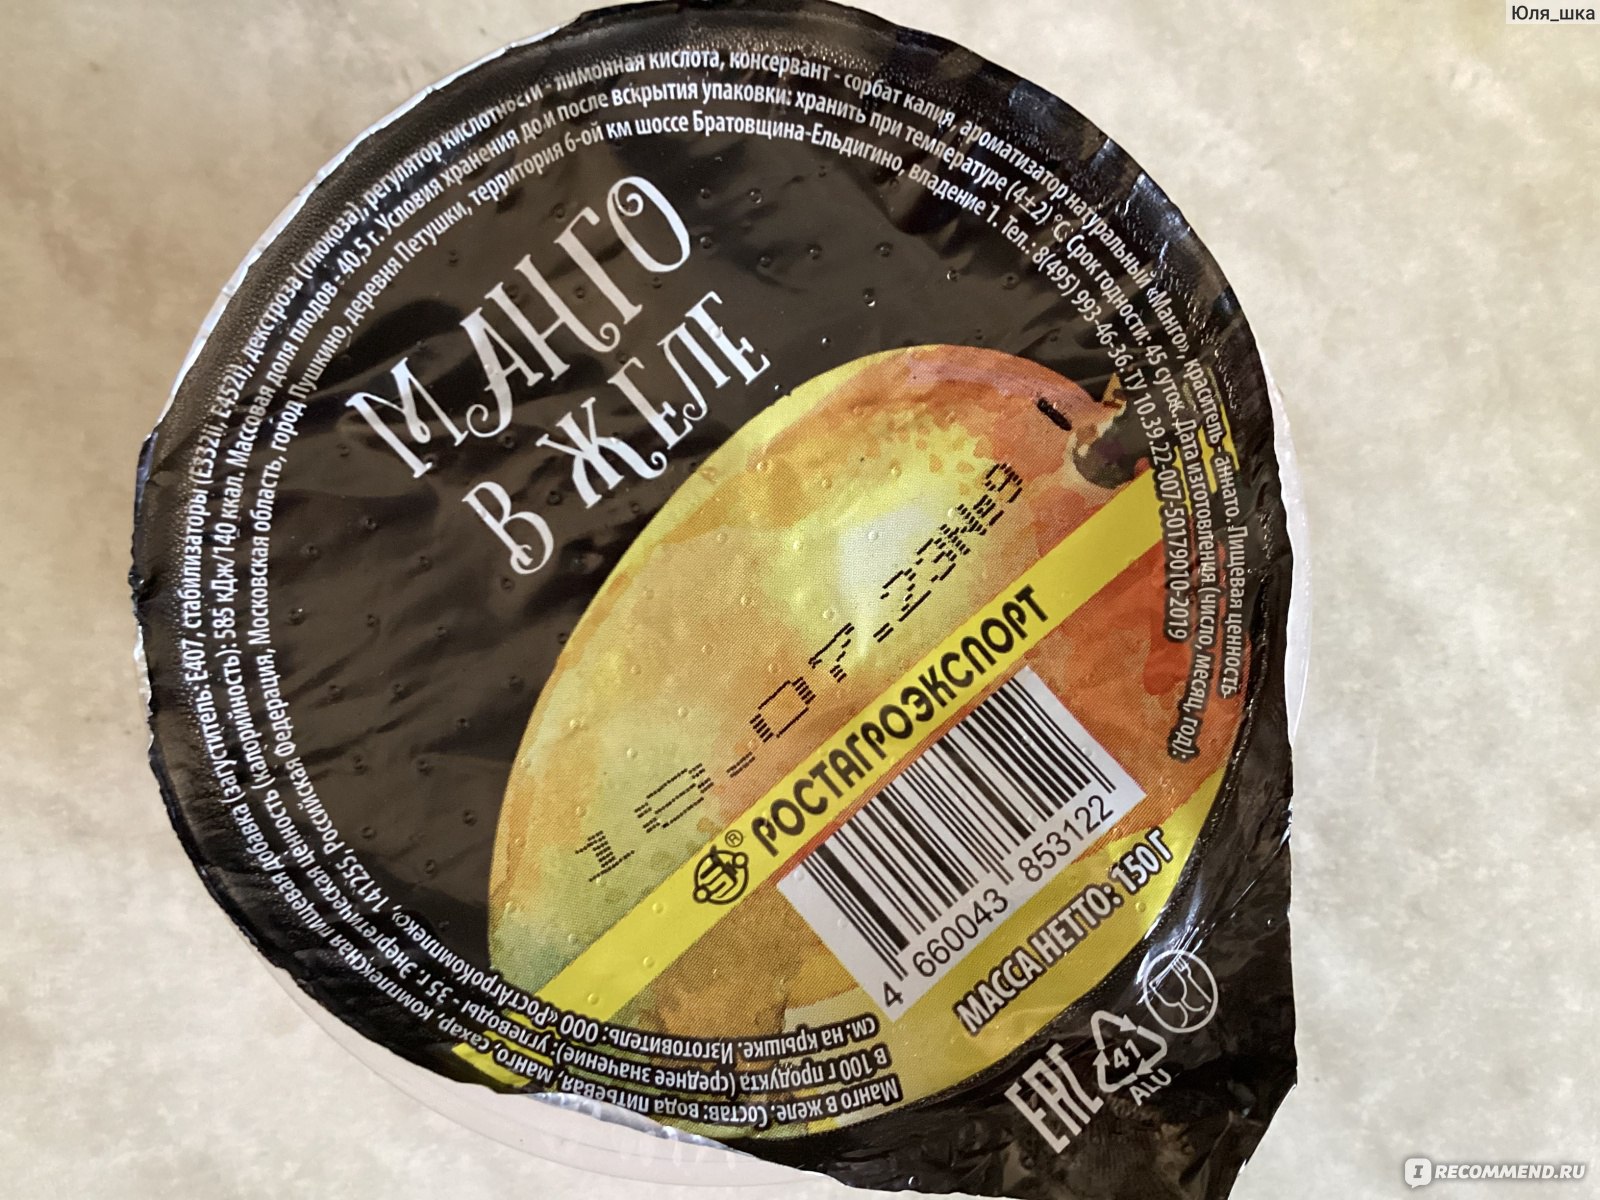 Юля_шка
Манго в желе. Состав: вода питьевая, манго, сахар, комплексная пищевая добавка (загуститель: Е407, стабилизаторы (Е332ii, Е452i), декстроза (глюкоза), регулятор кислотности - лимонная кислота, консервант - сорбат калия, ароматизатор натуральный «Манго», краситель - аннато. Пищевая ценность
в 100 г продукта (среднее значение): углеводы - 35 г. Энергетическая ценность (калорийность): 585 кДж/140 ккал. Массовая доля плодов - 40,5 г. Условия хранения до и после вскрытия упаковки: хранить при температуре (4±2) °С. Срок годности: 45 суток. Дата изготовления (число, месяц, год):
см. на крышке. Изготовитель: ООО «РостАгроКомплекс», 141255, Российская Федерация, Московская область, город Пушкино, деревня Петушки, территория 6-ой км шоссе Братовщина-Ельдигино, владение 1. Тел.: 8(495) 993-46-36. ТУ 10.39.22-007-50179010-2019
МАНГО
В ЖЕЛЕ
РОСТАГРОЭКСПОРТ
4 660043 853122
МАССА НЕТТО: 150 Г
EAC
41
ALU
IRECOMMEND.RU